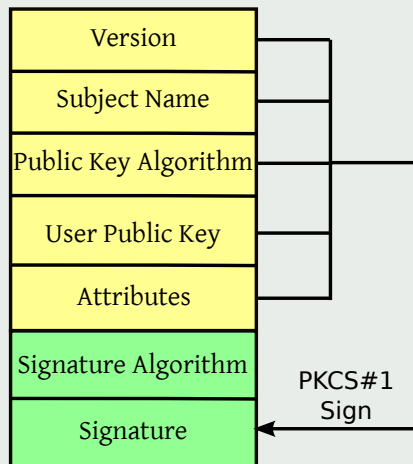 Version
Subject Name
Public Key Algorithm
User Public Key
Attributes
Signature Algorithm
PKCS#1
Sign
Signature